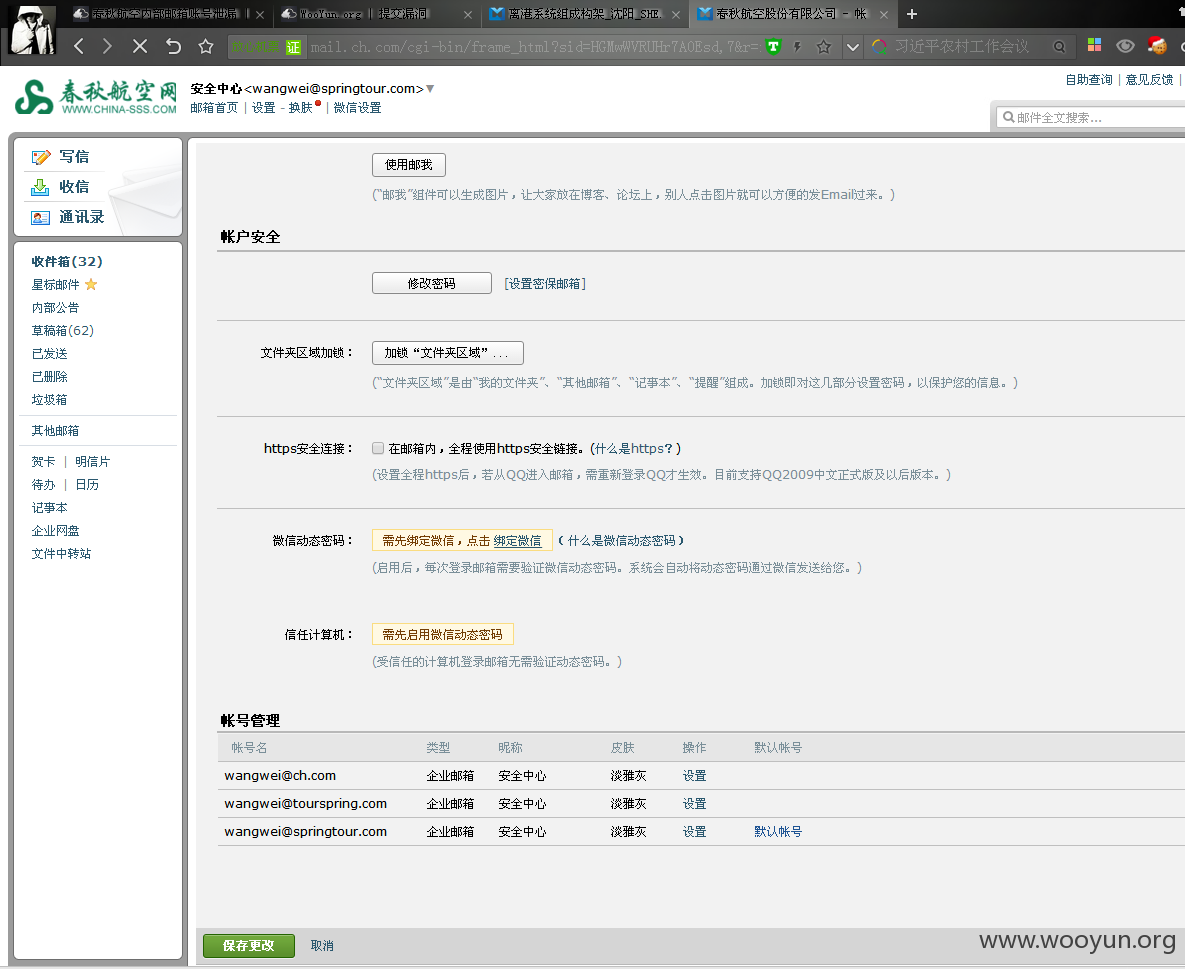 春秋航空内部邮箱账号泄漏 |
WooYun.org | 提交漏洞
离港系统组成构架_沈阳_SHE
春秋航空股份有限公司 - 帐
证 mail.ch.com/cgi-bin/frame_html?sid=HGMwWVRUHr7A0Esd,7&r=
习近平农村工作会议
春秋航空网
WWW.CHINA-SSS.COM
安全中心<wangwei@springtour.com>
邮箱首页 | 设置 - 换肤 | 微信设置
自助查询 | 意见反馈 |
邮件全文搜索...
写信
收信
通讯录
收件箱(32)
星标邮件
内部公告
草稿箱(62)
已发送
已删除
垃圾箱
其他邮箱
贺卡 | 明信片
待办 | 日历
记事本
企业网盘
文件中转站
使用邮我
(“邮我”组件可以生成图片，让大家放在博客、论坛上，别人点击图片就可以方便的发Email过来。)
帐户安全
修改密码 [设置密保邮箱]
文件夹区域加锁： 加锁“文件夹区域”...
(“文件夹区域”是由“我的文件夹”、“其他邮箱”、“记事本”、“提醒”组成。加锁即对这几部分设置密码，以保护您的信息。)
https安全连接： 在邮箱内，全程使用https安全链接。(什么是https？)
(设置全程https后，若从QQ进入邮箱，需重新登录QQ才生效。目前支持QQ2009中文正式版及以后版本。)
微信动态密码： 需先绑定微信，点击 绑定微信 （什么是微信动态密码）
(启用后，每次登录邮箱需要验证微信动态密码。系统会自动将动态密码通过微信发送给您。)
信任计算机： 需先启用微信动态密码
(受信任的计算机登录邮箱无需验证动态密码。)
帐号管理
帐号名 类型 昵称 皮肤 操作 默认帐号
wangwei@ch.com 企业邮箱 安全中心 淡雅灰 设置
wangwei@tourspring.com 企业邮箱 安全中心 淡雅灰 设置
wangwei@springtour.com 企业邮箱 安全中心 淡雅灰 设置 默认帐号
保存更改 取消
www.wooyun.org